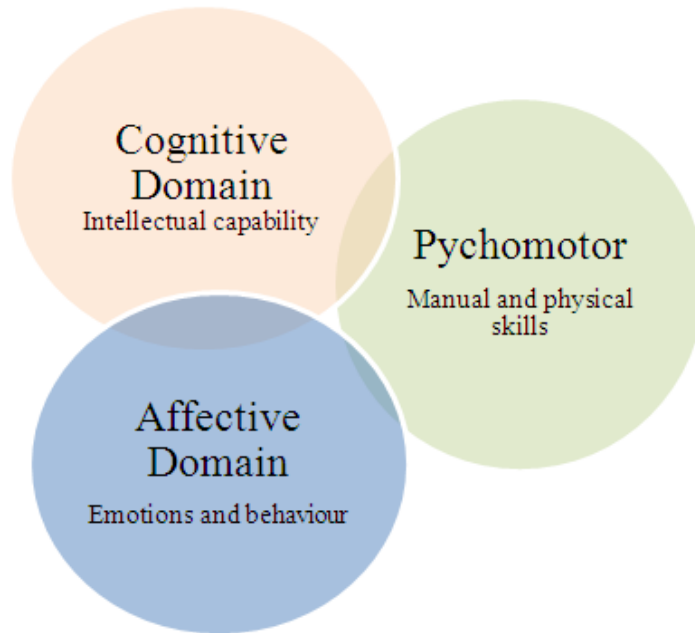 Cognitive
Domain
Intellectual capability
Pychomotor
Manual and physical
skills
Affective
Domain
Emotions and behaviour